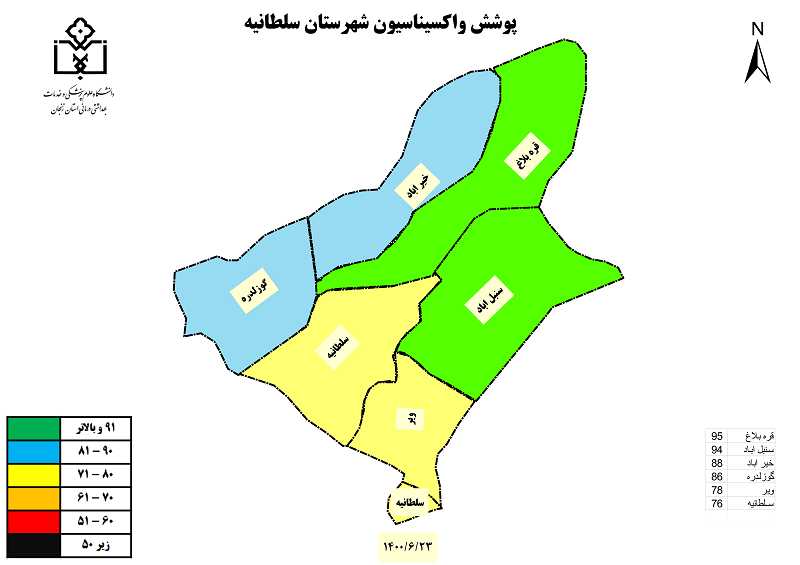 پوشش واکسیناسیون شهرستان سلطانیه
N
دانشگاه علوم پزشکی و خدمات
بهداشتی درمانی استان زنجان
قره بلاغ
خیر اباد
گوزلدره
سنبل اباد
سلطانیه
ویر
سلطانیه
۹۱ و بالاتر
۸۱ – ۹۰
۷۱ – ۸۰
۶۱ – ۷۰
۵۱ – ۶۰
زیر ۵۰
قره بلاغ 95
سنبل اباد 94
خیر اباد 88
گوزلدره 86
ویر 78
سلطانیه 76
۱۴۰۰/۶/۲۳